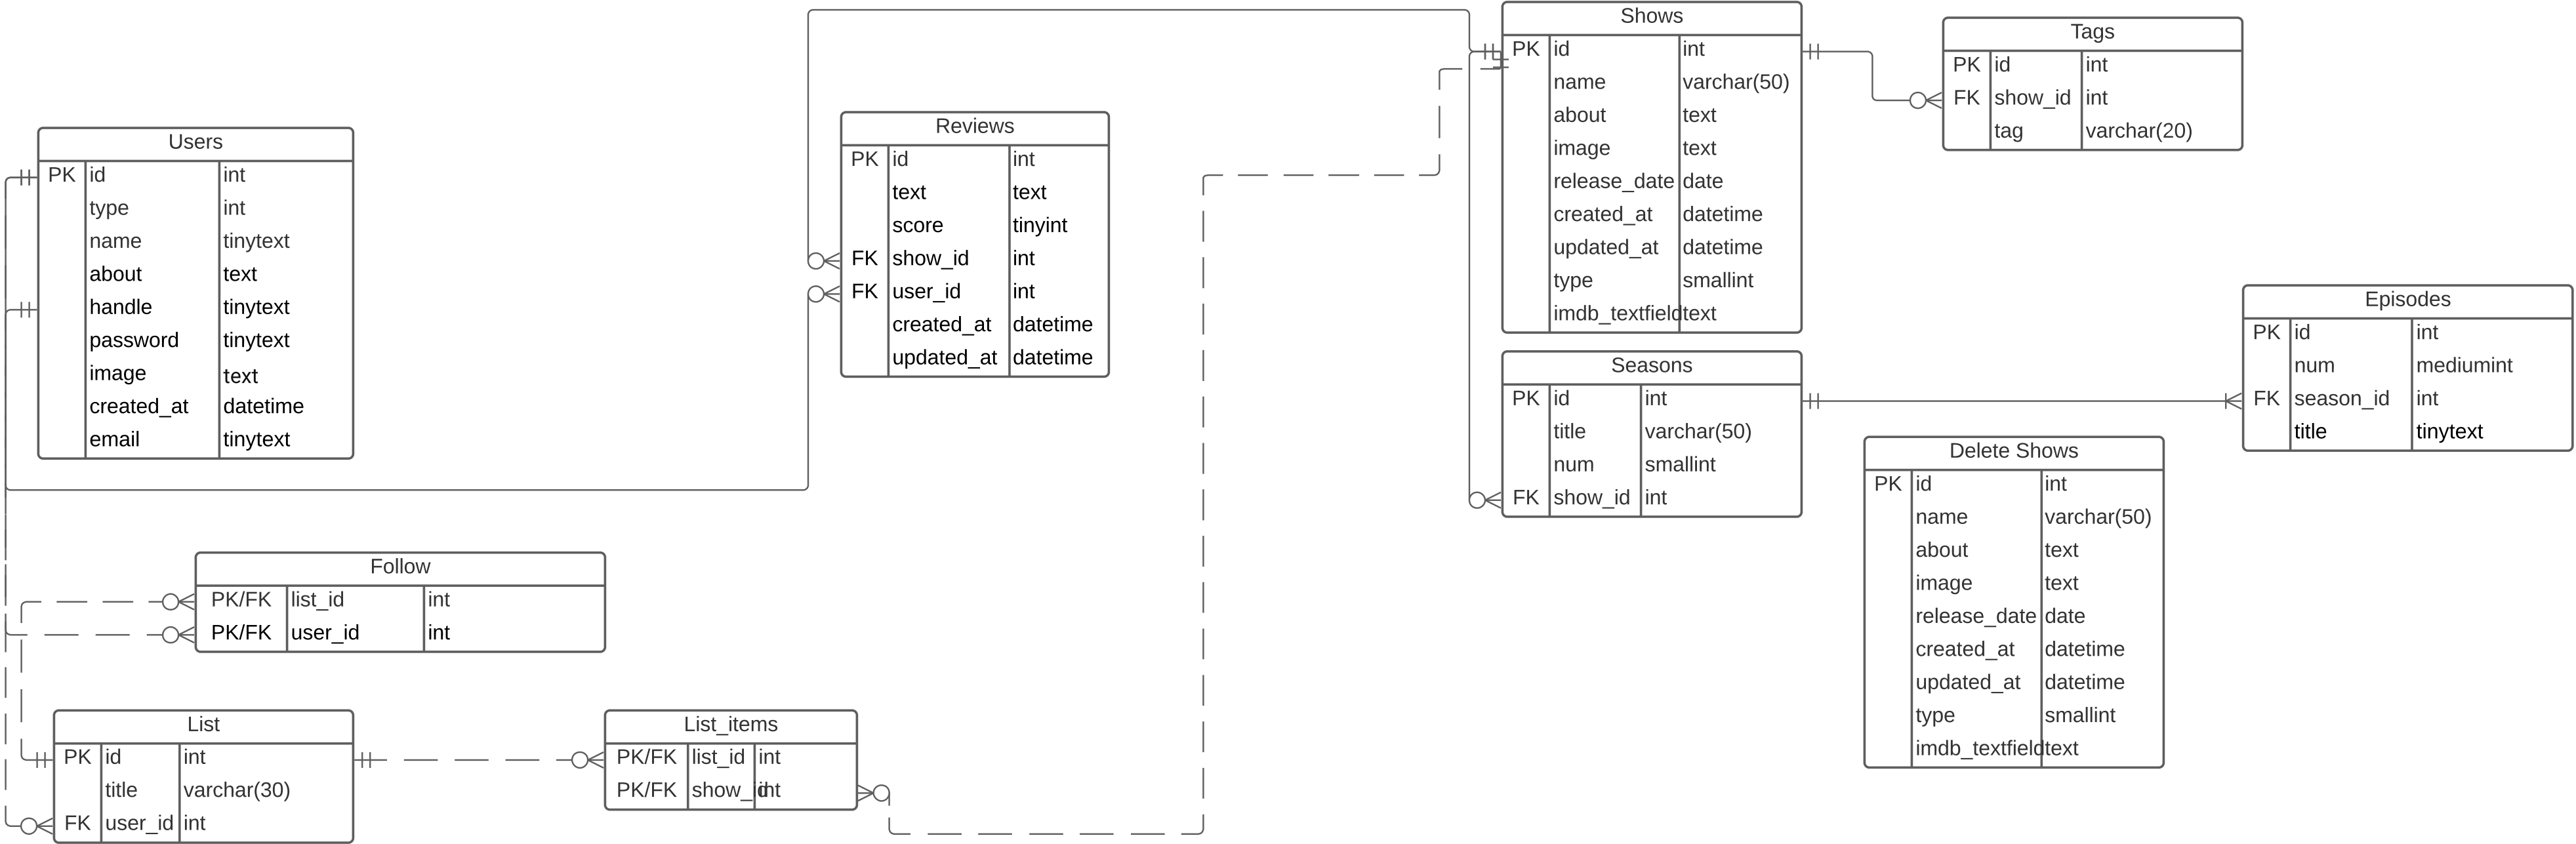 Users
PK id int
type int
name tinytext
about text
handle tinytext
password tinytext
image text
created_at datetime
email tinytext
Reviews
PK id int
text text
score tinyint
FK show_id int
FK user_id int
created_at datetime
updated_at datetime
Shows
PK id int
name varchar(50)
about text
image text
release_date date
created_at datetime
updated_at datetime
type smallint
imdb_textfield text
Tags
PK id int
FK show_id int
tag varchar(20)
Seasons
PK id int
title varchar(50)
num smallint
FK show_id int
Episodes
PK id int
num mediumint
FK season_id int
title tinytext
Delete Shows
PK id int
name varchar(50)
about text
image text
release_date date
created_at datetime
updated_at datetime
type smallint
imdb_textfield text
Follow
PK/FK list_id int
PK/FK user_id int
List
PK id int
title varchar(30)
FK user_id int
List_items
PK/FK list_id int
PK/FK show_id int